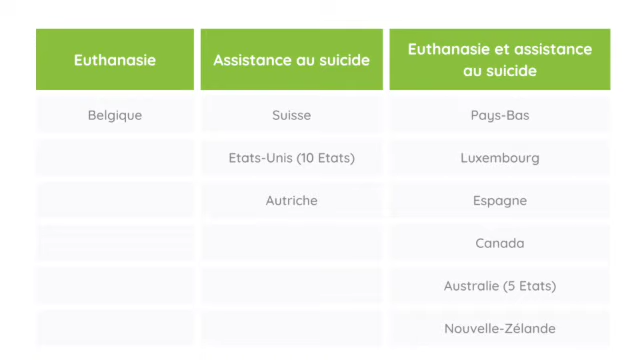 Euthanasie
Assistance au suicide
Euthanasie et assistance
au suicide
Belgique
Suisse
Pays-Bas
Etats-Unis (10 Etats)
Luxembourg
Autriche
Espagne
Canada
Australie (5 Etats)
Nouvelle-Zélande